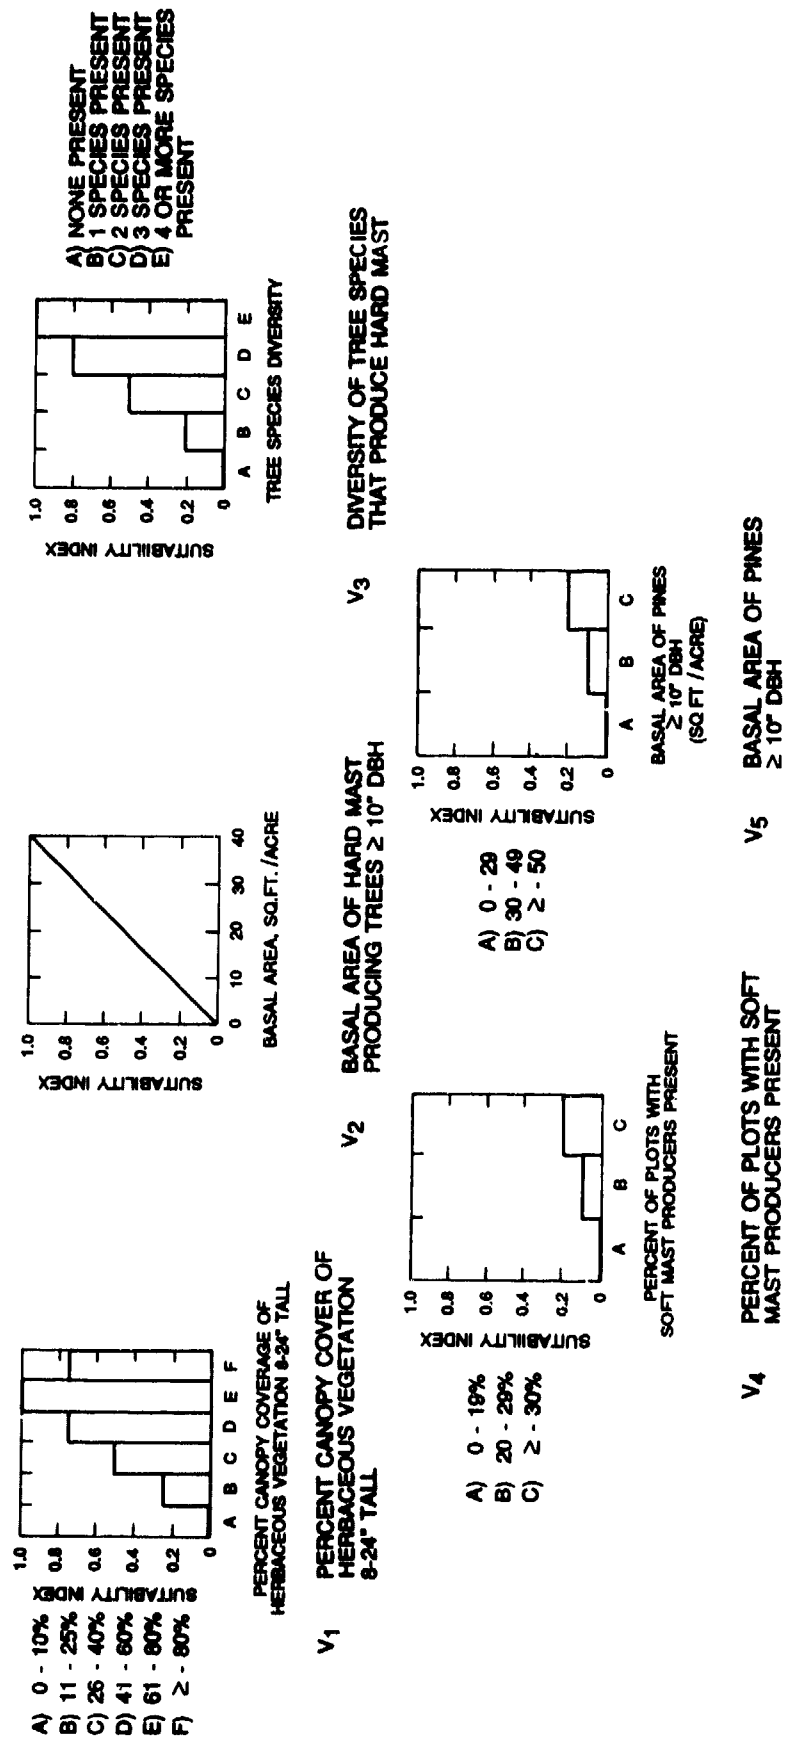 A) 0 - 10%
B) 11 - 25%
C) 26 - 40%
D) 41 - 60%
E) 61 - 80%
F) ≥ - 80%
SUITABILITY INDEX
1.0
0.8
0.6
0.4
0.2
0
A B C D E F
PERCENT CANOPY COVERAGE OF
HERBACEOUS VEGETATION 8-24" TALL
V1 PERCENT CANOPY COVER OF
HERBACEOUS VEGETATION
8-24" TALL
SUITABILITY INDEX
1.0
0.8
0.6
0.4
0.2
0
0 10 20 30 40
BASAL AREA, SQ.FT. /ACRE
V2 BASAL AREA OF HARD MAST
PRODUCING TREES ≥ 10" DBH
SUITABILITY INDEX
1.0
0.8
0.6
0.4
0.2
0
A B C D E
TREE SPECIES DIVERSITY
A) NONE PRESENT
B) 1 SPECIES PRESENT
C) 2 SPECIES PRESENT
D) 3 SPECIES PRESENT
E) 4 OR MORE SPECIES
PRESENT
V3 DIVERSITY OF TREE SPECIES
THAT PRODUCE HARD MAST
A) 0 - 19%
B) 20 - 29%
C) ≥ - 30%
SUITABILITY INDEX
1.0
0.8
0.6
0.4
0.2
0
A B C
PERCENT OF PLOTS WITH
SOFT MAST PRODUCERS PRESENT
V4 PERCENT OF PLOTS WITH SOFT
MAST PRODUCERS PRESENT
A) 0 - 29
B) 30 - 49
C) ≥ - 50
SUITABILITY INDEX
1.0
0.8
0.6
0.4
0.2
0
A B C
BASAL AREA OF PINES
≥ 10" DBH
(SQ FT /ACRE)
V5 BASAL AREA OF PINES
≥ 10" DBH